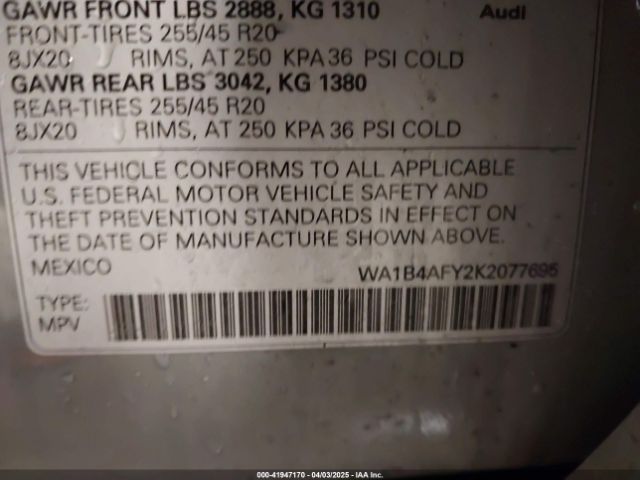 GAWR FRONT LBS 2888, KG 1310 Audi
FRONT-TIRES 255/45 R20
8JX20 RIMS, AT 250 KPA 36 PSI COLD
GAWR REAR LBS 3042, KG 1380
REAR-TIRES 255/45 R20
8JX20 RIMS, AT 250 KPA 36 PSI COLD
THIS VEHICLE CONFORMS TO ALL APPLICABLE
U.S. FEDERAL MOTOR VEHICLE SAFETY AND
THEFT PREVENTION STANDARDS IN EFFECT ON
THE DATE OF MANUFACTURE SHOWN ABOVE.
MEXICO WA1B4AFY2K2077695
TYPE:
MPV
000-41947170 - 04/03/2025 - IAA Inc.